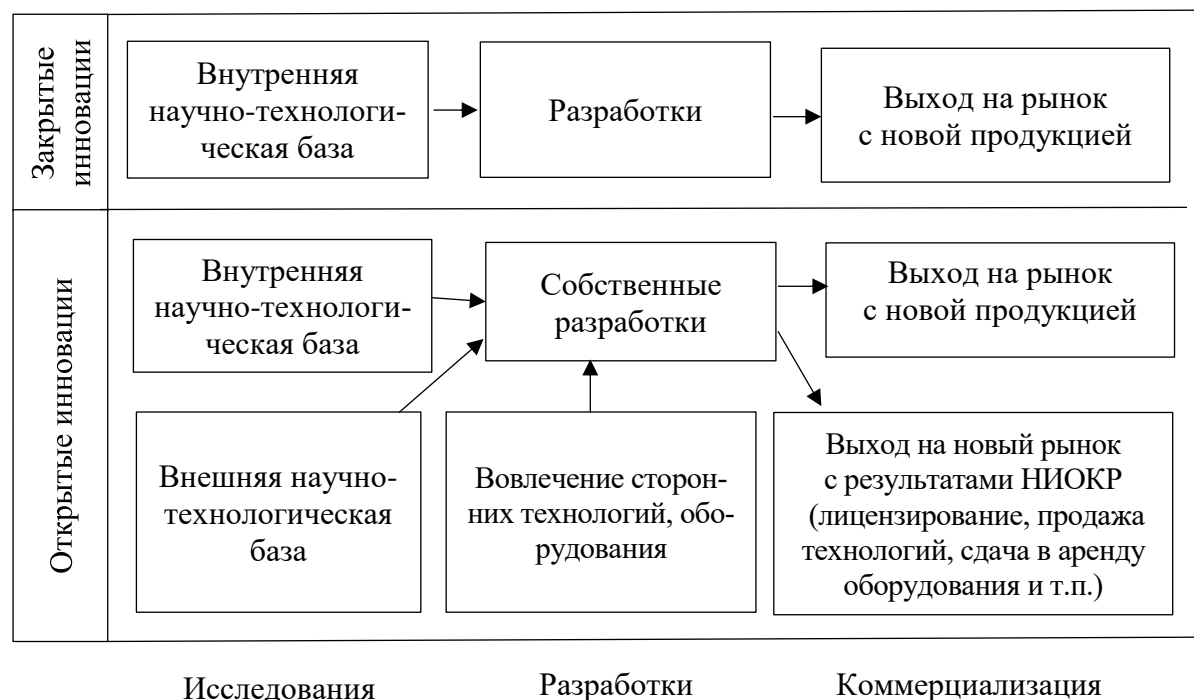 Закрытые
инновации
Внутренняя
научно-технологи-
ческая база
Разработки
Выход на рынок
с новой продукцией
Открытые инновации
Внутренняя
научно-технологи-
ческая база
Собственные
разработки
Выход на рынок
с новой продукцией
Внешняя научно-
технологическая
база
Вовлечение сторон-
них технологий, обо-
рудования
Выход на новый рынок
с результатами НИОКР
(лицензирование, продажа
технологий, сдача в аренду
оборудования и т.п.)
Исследования
Разработки
Коммерциализация